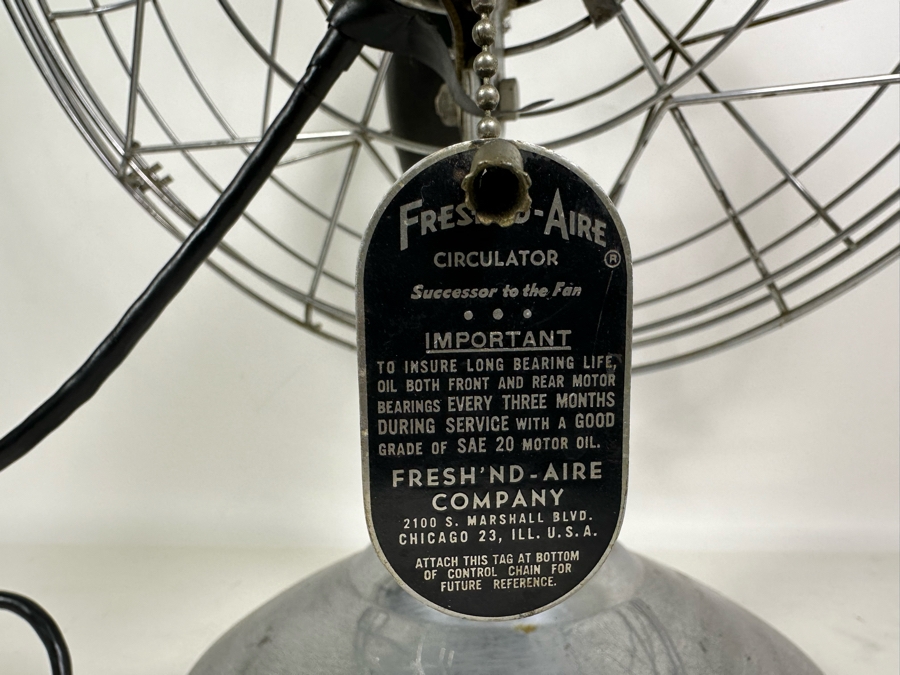 FRESH'ND-AIRE
®
CIRCULATOR
Successor to the Fan
IMPORTANT
TO INSURE LONG BEARING LIFE,
OIL BOTH FRONT AND REAR MOTOR
BEARINGS EVERY THREE MONTHS
DURING SERVICE WITH A GOOD
GRADE OF SAE 20 MOTOR OIL.
FRESH'ND-AIRE
COMPANY
2100 S. MARSHALL BLVD.
CHICAGO 23, ILL. U.S.A.
ATTACH THIS TAG AT BOTTOM
OF CONTROL CHAIN FOR
FUTURE REFERENCE.